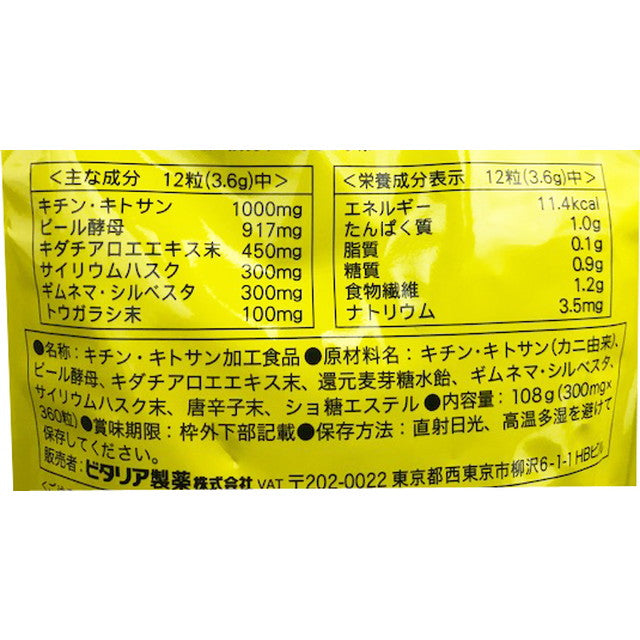 ＜主な成分 12粒(3.6g)中＞
キチン・キトサン 1000mg
ビール酵母 917mg
キダチアロエエキス末 450mg
サイリウムハスク 300mg
ギムネマ・シルベスタ 300mg
トウガラシ末 100mg
＜栄養成分表示 12粒(3.6g)中＞
エネルギー 11.4kcal
たんぱく質 1.0g
脂質 0.1g
糖質 0.9g
食物繊維 1.2g
ナトリウム 3.5mg
●名称：キチン・キトサン加工食品●原材料名：キチン・キトサン（カニ由来）、
ビール酵母、キダチアロエエキス末、還元麦芽糖水飴、ギムネマ・シルベスタ、
サイリウムハスク末、唐辛子末、ショ糖エステル●内容量：108g（300mg×
360粒）●賞味期限：枠外下部記載●保存方法：直射日光、高温多湿を避けて
保存してください。
販売者：ビタリア製薬株式会社 VAT 〒202-0022 東京都西東京市柳沢6-1-1 HBビル